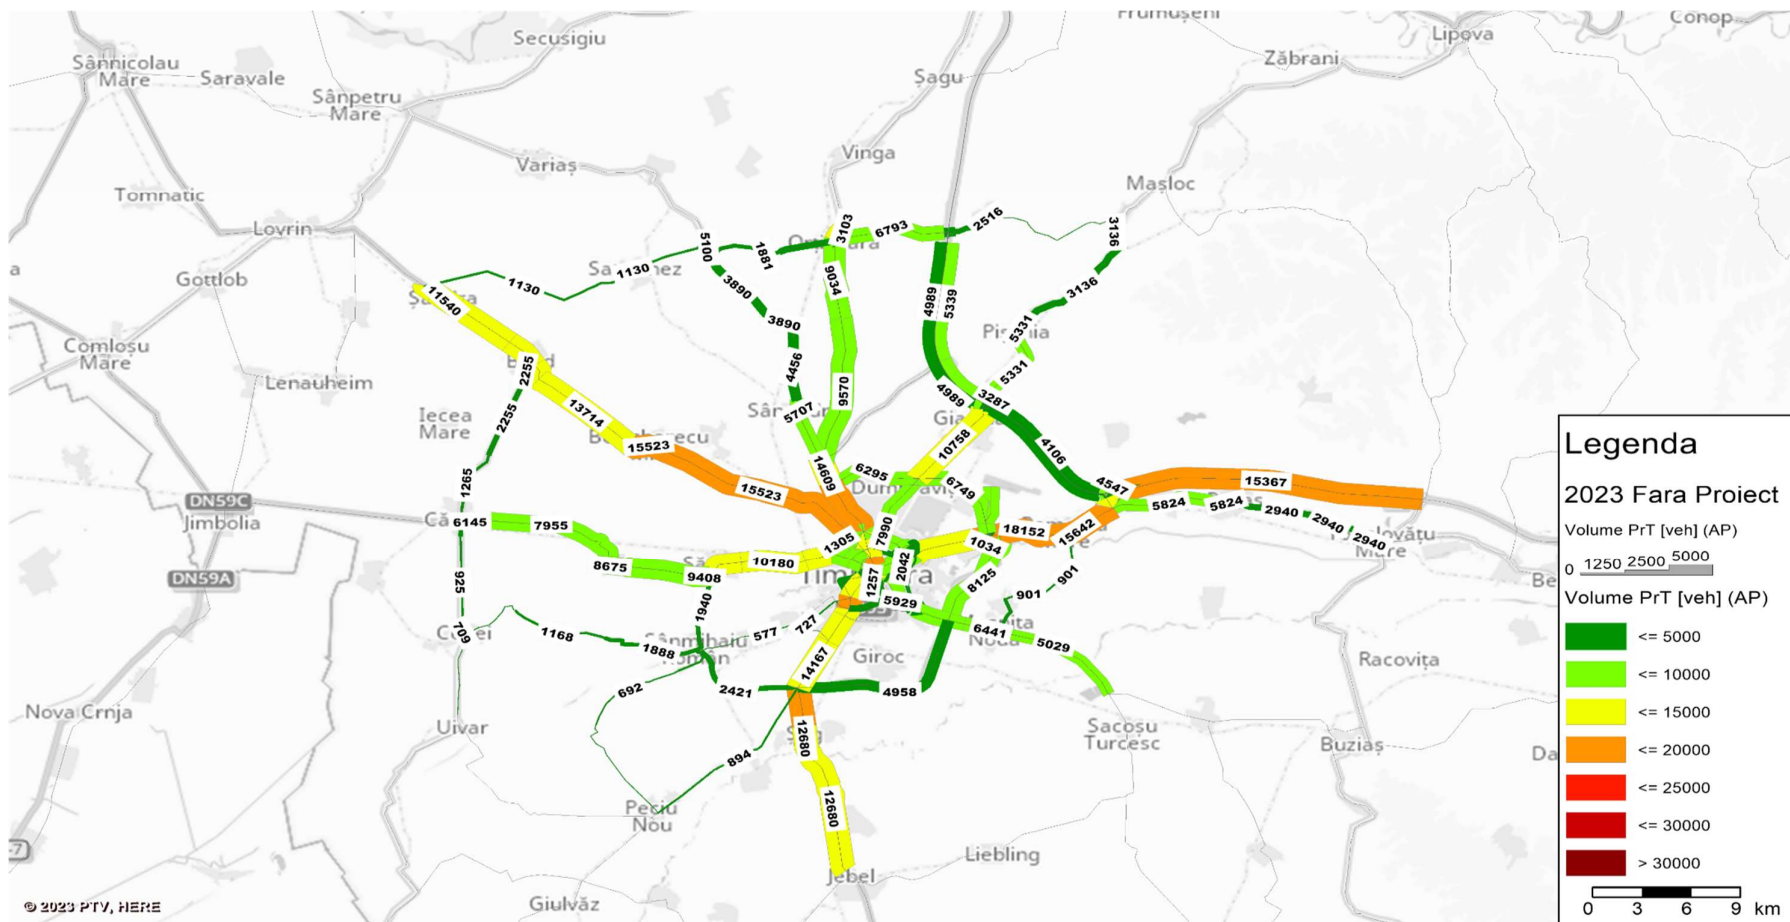 Frumușeni
Conop
Secusigiu
Lipova
Sânnicolau
Mare
Saravale
Zăbrani
Șagu
Sânpetru
Mare
Vinga
Variaș
Mașloc
Tomnatic
Lovrin
3103
6793
2516
3136
5100
1881
1130
1130
Gottlob
3890
9034
4989
5339
3136
11540
3890
5331
Comloșu
Mare
Lenauheim
2255
4456
5331
9570
4989
3287
Iecea
Mare
2255
13714
5707
10758
4106
15523
14609
6295
6749
4547
15367
1265
15523
DN59C
Jimbolia
5824
5824
2940
2940
2940
Mare
6145
7955
1305
7990
1034
18152
15642
8675
9408
10180
2042
8125
901
DN59A
925
1257
901
1940
5929
709
1168
1888
577
727
6441
5029
Sânmihaiu
Român
Giroc
Racovița
14167
692
2421
4958
Nova Crnja
Uivar
12680
Sacoșu
Turcesc
Buziaș
894
Peciu
Nou
12680
Jebel
Liebling
Giulvăz
© 2023 PTV, HERE
Legenda
2023 Fara Proiect
Volume PrT [veh] (AP)
0 1250 2500 5000
Volume PrT [veh] (AP)
<= 5000
<= 10000
<= 15000
<= 20000
<= 25000
<= 30000
> 30000
0 3 6 9 km